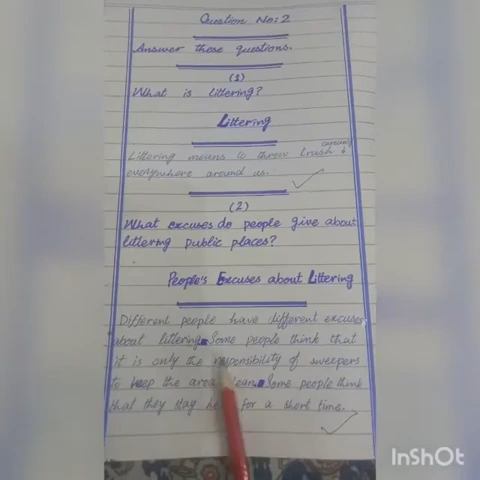 Question No: 2
Answer these questions.
(1)
What is littering?
Littering
Littering means to throw trash
everywhere around us.
(2)
What excuses do people give about
littering public places?
People's Excuses about Littering
Different people have different excuses
about littering. Some people think that
it is only the responsibility of sweepers
to keep the area clean. Some people think
that they stay here for a short time.
InShOt